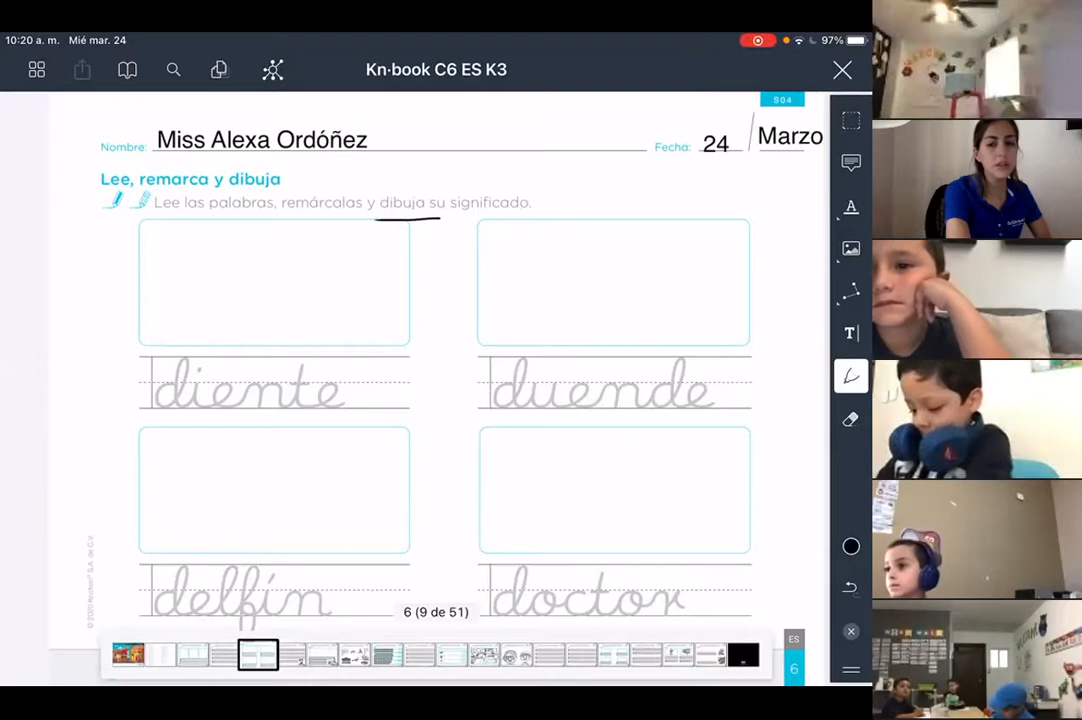 10:20 a. m. Mié mar. 24
97%
Kn·book C6 ES K3
S04
Nombre: Miss Alexa Ordóñez Fecha: 24 / Marzo
Lee, remarca y dibuja
Lee las palabras, remárcalas y dibuja su significado.
diente duende
delfín doctor
6 (9 de 51)
ES
6
A
T
WORD WALL